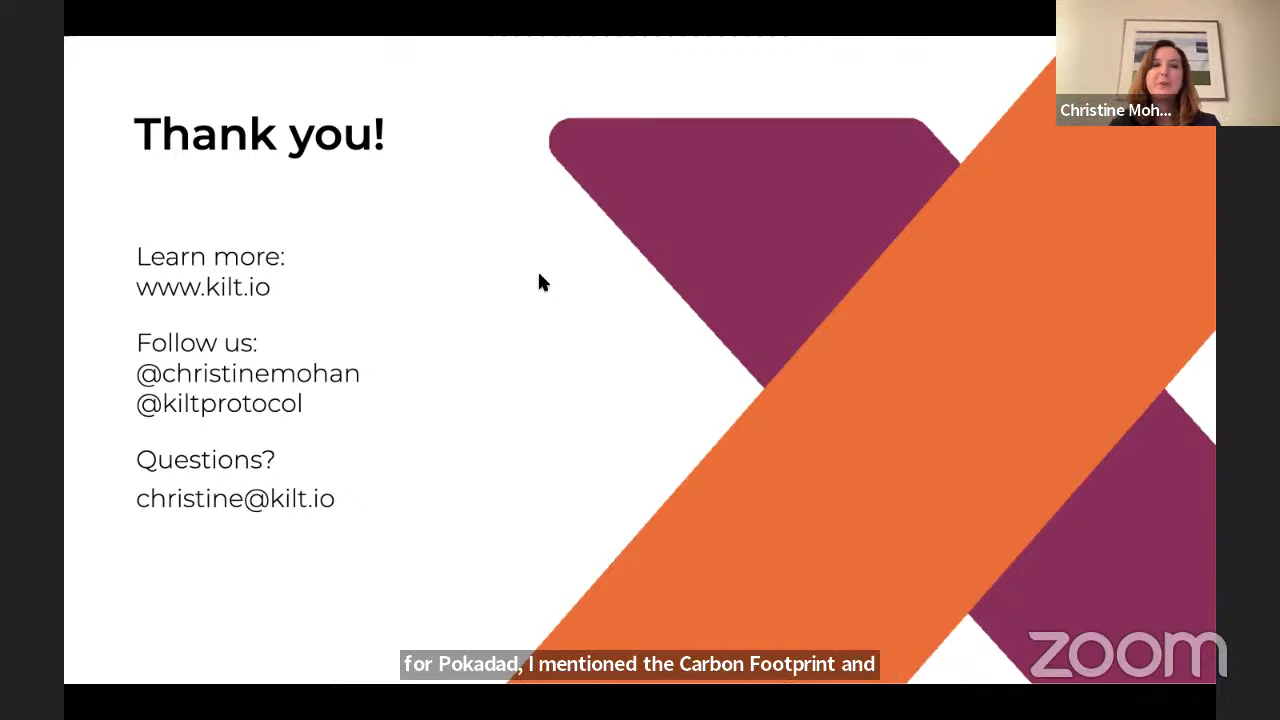 Thank you!
Learn more:
www.kilt.io
Follow us:
@christinemohan
@kiltprotocol
Questions?
christine@kilt.io
Christine Moh...
for Pokadad, I mentioned the Carbon Footprint and
zoom